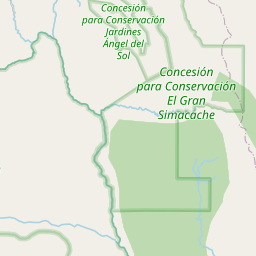 Concesión
para Conservación
Jardines
Ángel del
Sol
Concesión
para Conservación
El Gran
Simacache